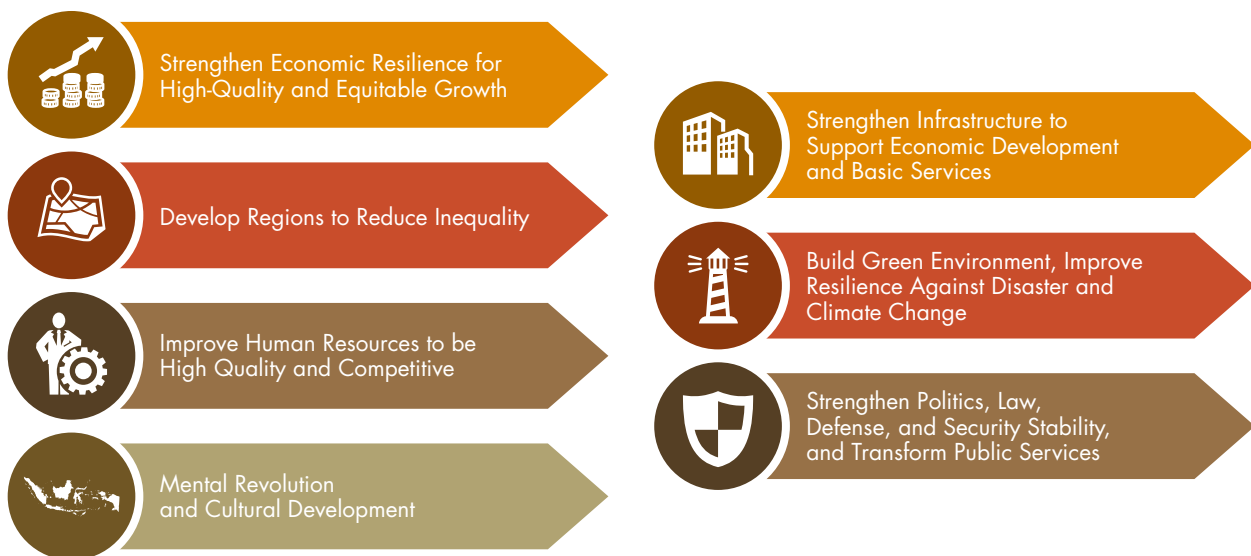 Strengthen Economic Resilience for
High-Quality and Equitable Growth
Develop Regions to Reduce Inequality
Improve Human Resources to be
High Quality and Competitive
Mental Revolution
and Cultural Development
Strengthen Infrastructure to
Support Economic Development
and Basic Services
Build Green Environment, Improve
Resilience Against Disaster and
Climate Change
Strengthen Politics, Law,
Defense, and Security Stability,
and Transform Public Services